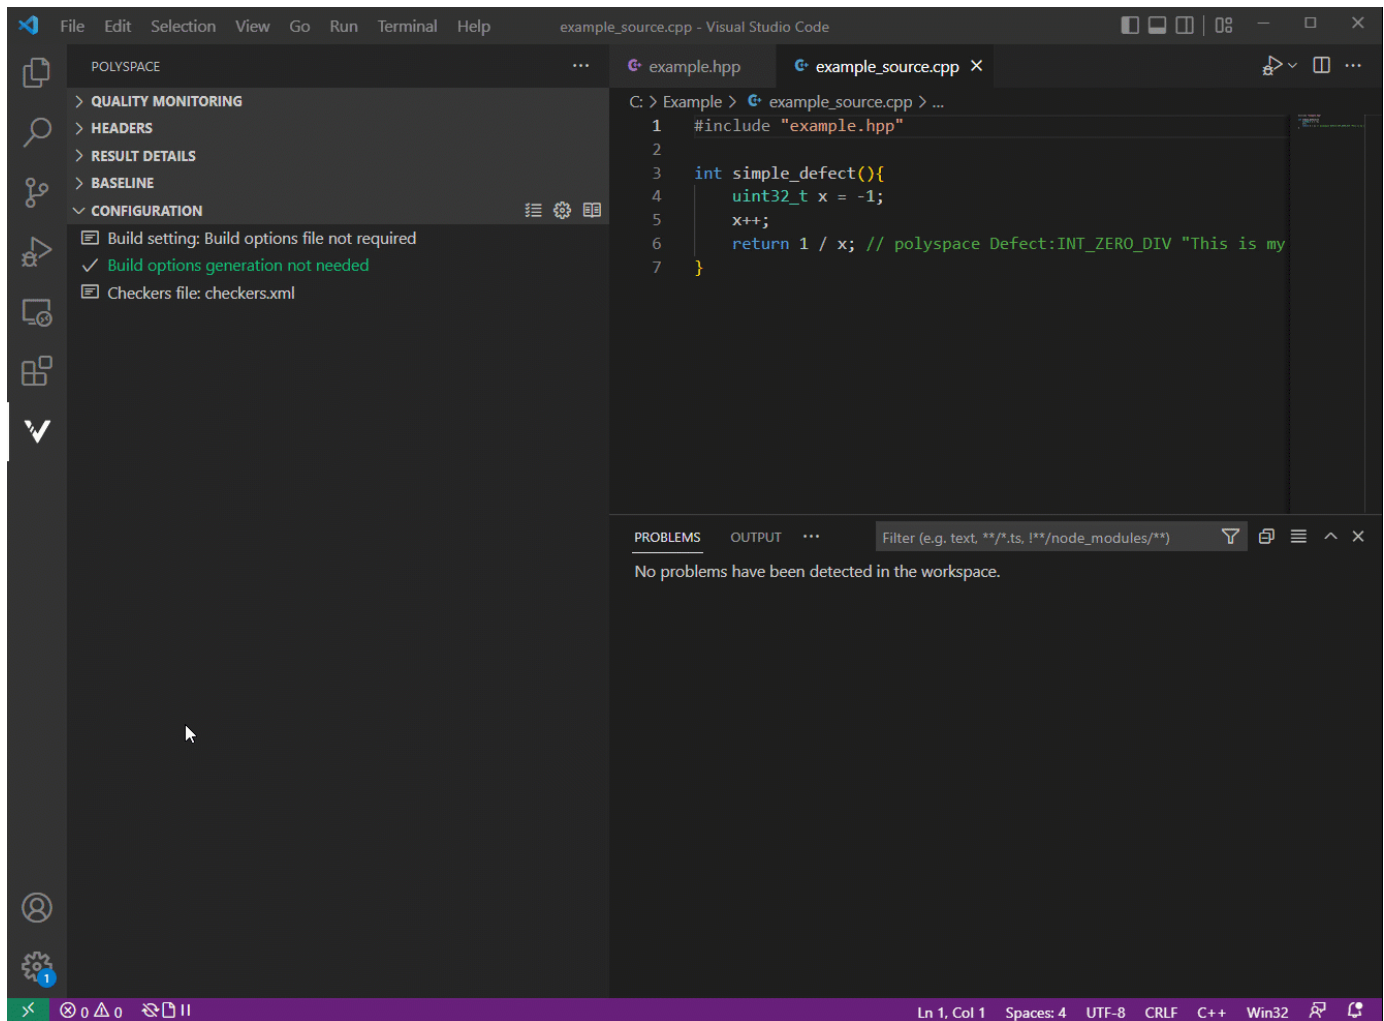 File Edit Selection View Go Run Terminal Help example_source.cpp - Visual Studio Code
POLYSPACE
QUALITY MONITORING
HEADERS
RESULT DETAILS
BASELINE
CONFIGURATION
Build setting: Build options file not required
Build options generation not needed
Checkers file: checkers.xml
example.hpp example_source.cpp
C: > Example > example_source.cpp > ...
1 #include "example.hpp"
2
3 int simple_defect(){
4 uint32_t x = -1;
5 x++;
6 return 1 / x; // polyspace Defect:INT_ZERO_DIV "This is my
7 }
PROBLEMS OUTPUT ... Filter (e.g. text, **/*.ts, !**/node_modules/**)
No problems have been detected in the workspace.
1
0 0 Ln 1, Col 1 Spaces: 4 UTF-8 CRLF C++ Win32